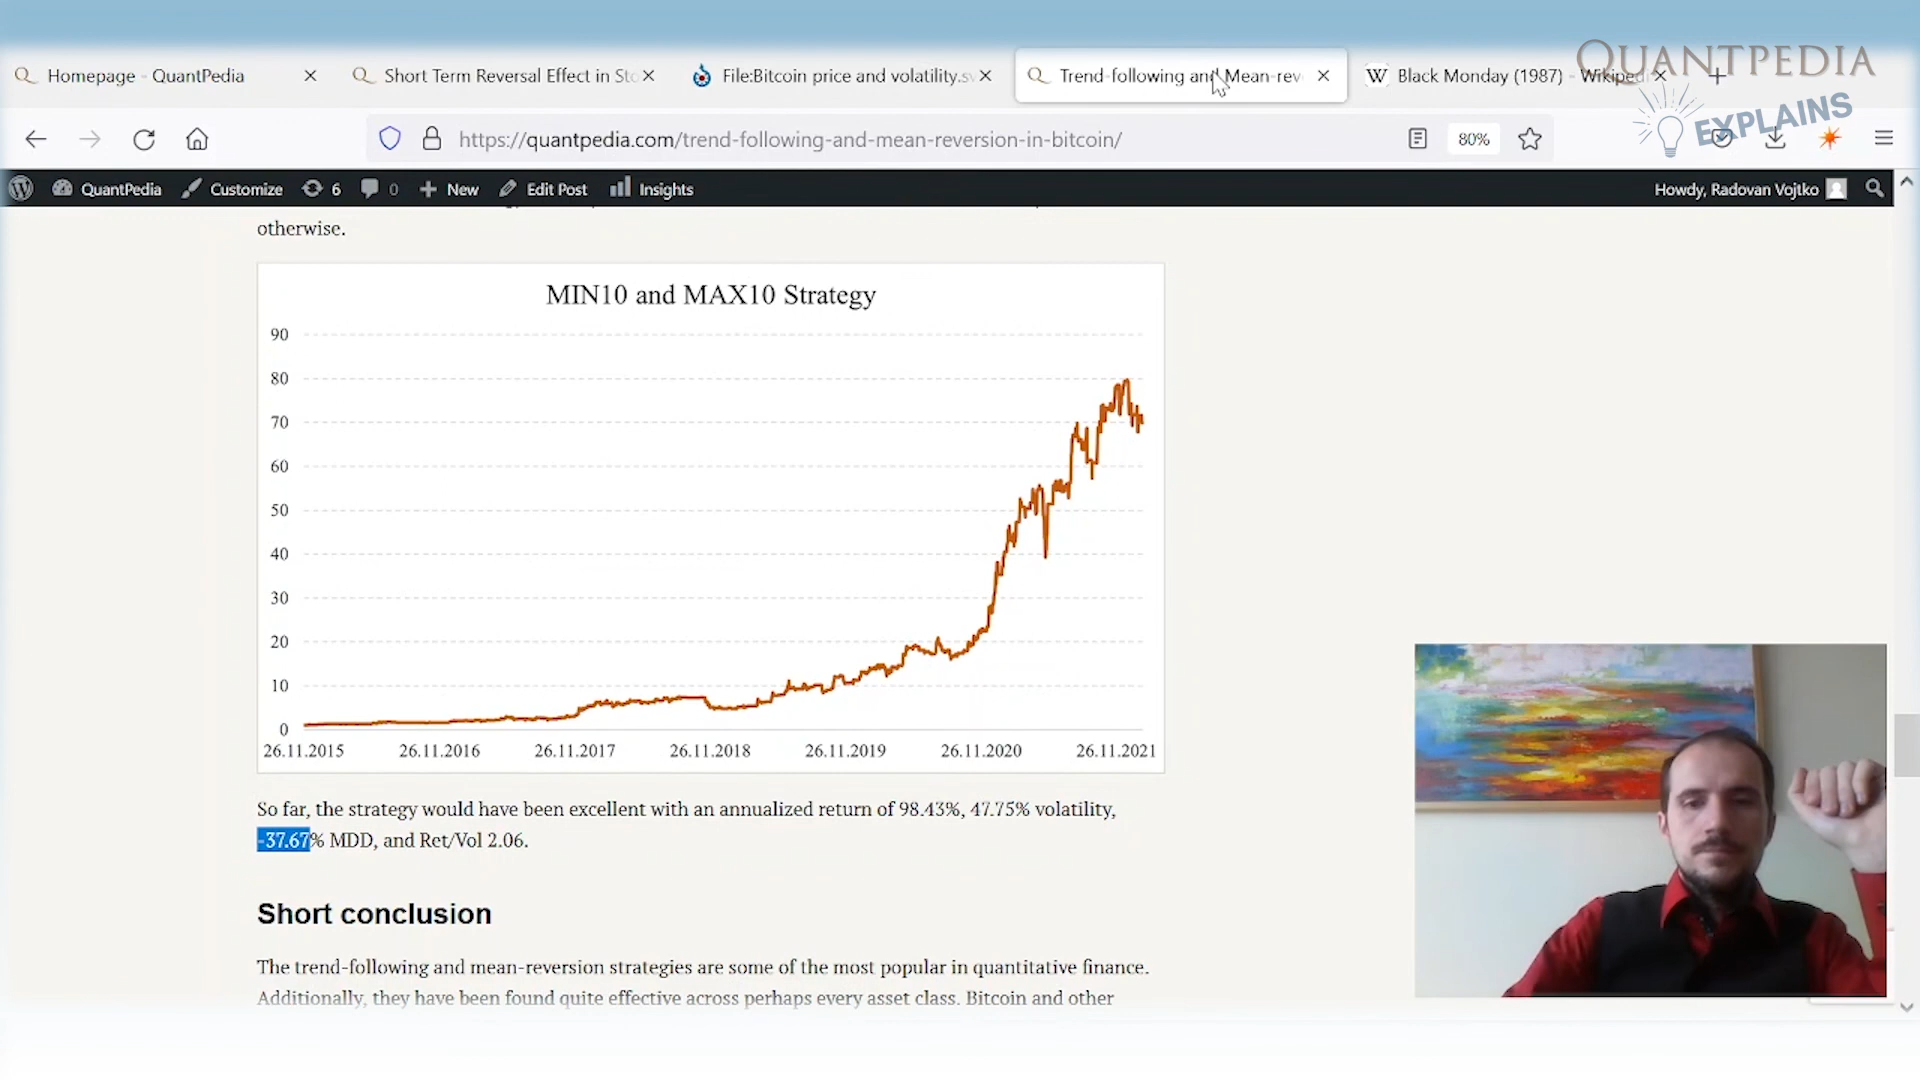 QUANTPEDIA
EXPLAINS
Homepage - QuantPedia
Short Term Reversal Effect in Sto
File:Bitcoin price and volatility.sv
Trend-following and Mean-rev
Black Monday (1987) - Wikiped
https://quantpedia.com/trend-following-and-mean-reversion-in-bitcoin/
80%
QuantPedia Customize 6 0 New Edit Post Insights Howdy, Radovan Vojtko
otherwise.
MIN10 and MAX10 Strategy
90
80
70
60
50
40
30
20
10
0
26.11.2015 26.11.2016 26.11.2017 26.11.2018 26.11.2019 26.11.2020 26.11.2021
So far, the strategy would have been excellent with an annualized return of 98.43%, 47.75% volatility,
-37.67% MDD, and Ret/Vol 2.06.
Short conclusion
The trend-following and mean-reversion strategies are some of the most popular in quantitative finance.
Additionally, they have been found quite effective across perhaps every asset class. Bitcoin and other